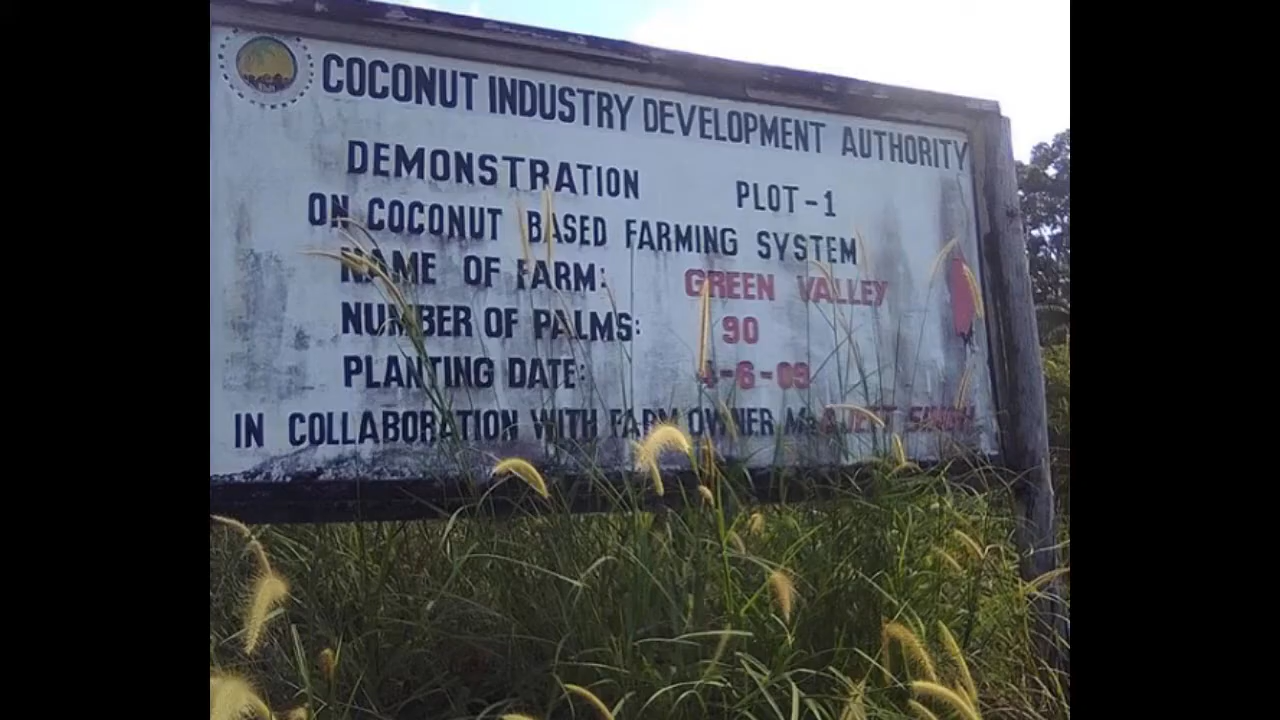 COCONUT INDUSTRY DEVELOPMENT AUTHORITY
DEMONSTRATION PLOT-1
ON COCONUT BASED FARMING SYSTEM
NAME OF FARM: GREEN VALLEY
NUMBER OF PALMS: 90
PLANTING DATE: 4-6-09
IN COLLABORATION WITH FARM OWNER Mr AJEET SINGH